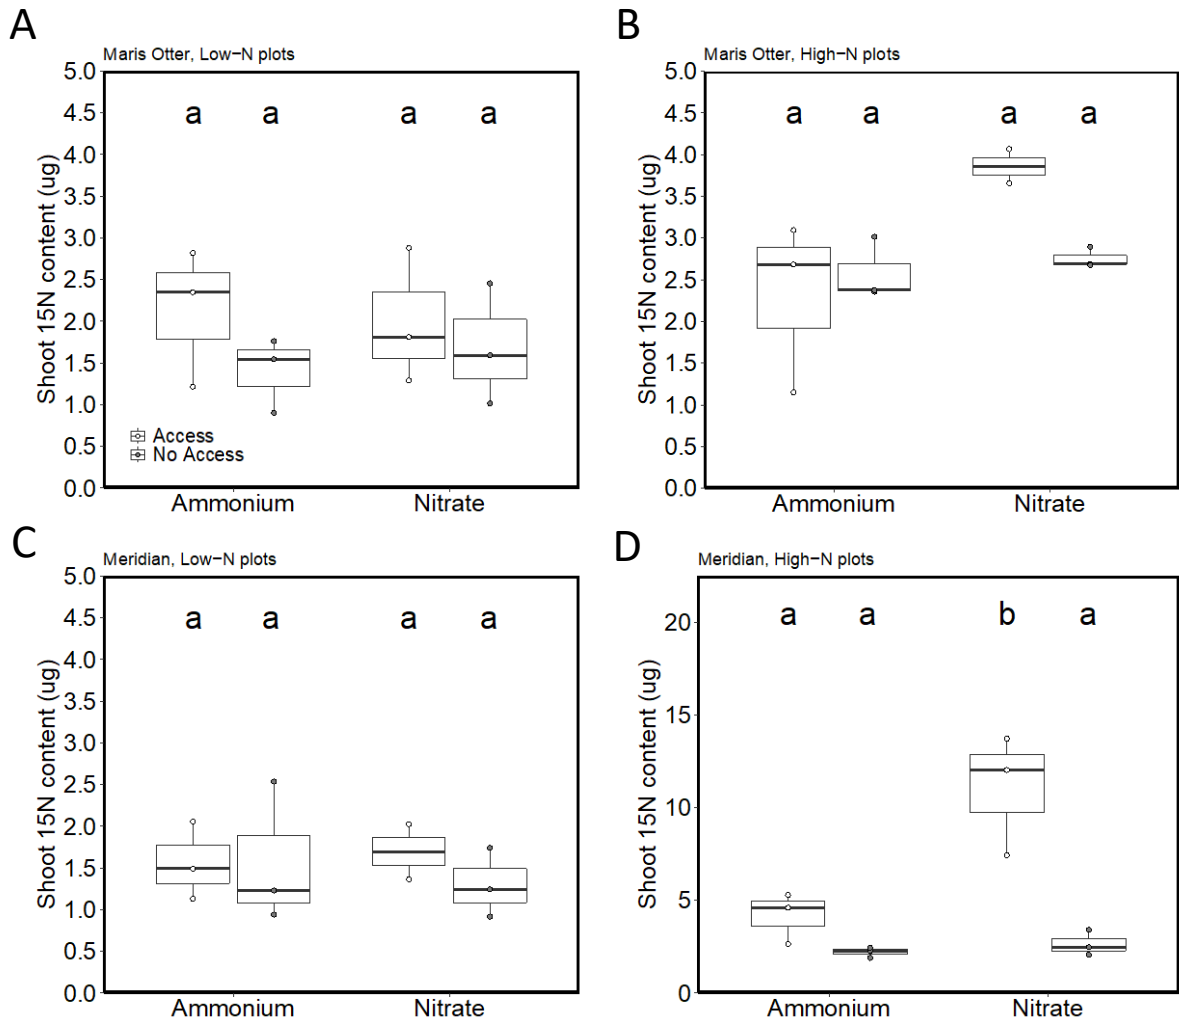 A
Maris Otter, Low−N plots
Shoot 15N content (ug)
5.0
4.5
4.0
3.5
3.0
2.5
2.0
1.5
1.0
0.5
0.0
a a a a
Access
No Access
Ammonium Nitrate
B
Maris Otter, High−N plots
Shoot 15N content (ug)
5.0
4.5
4.0
3.5
3.0
2.5
2.0
1.5
1.0
0.5
0.0
a a a a
Ammonium Nitrate
C
Meridian, Low−N plots
Shoot 15N content (ug)
5.0
4.5
4.0
3.5
3.0
2.5
2.0
1.5
1.0
0.5
0.0
a a a a
Ammonium Nitrate
D
Meridian, High−N plots
Shoot 15N content (ug)
20
15
10
5
0
a a b a
Ammonium Nitrate